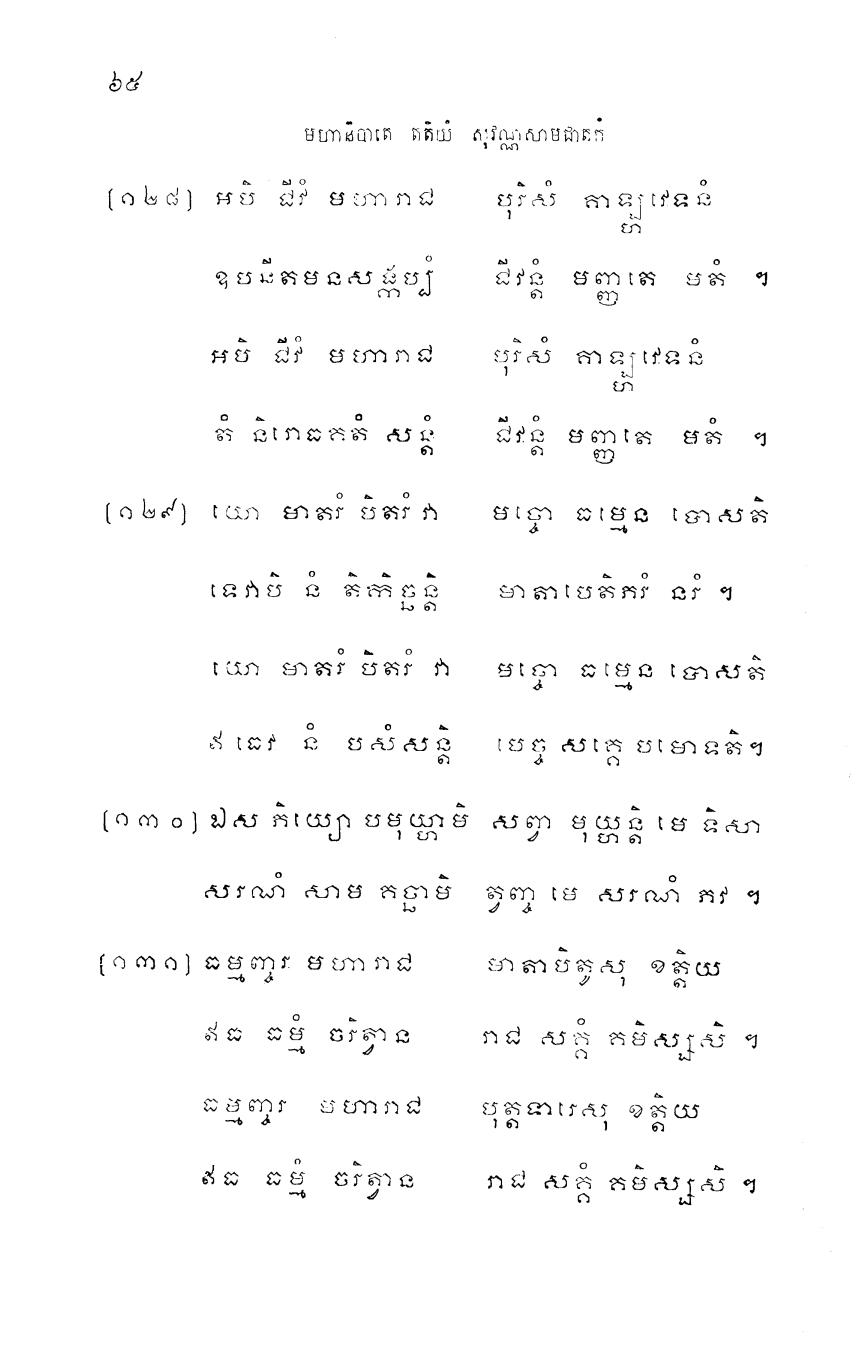 ៦៥
មហានិបាតេ តតិយំ សុវណ្ណសាមជាតកំ
(១២៨) អបិ ជីវំ មហារាជ បុរិសំ គាឡ្ហវេទនំ
ឧបនីតមនសង្កប្បំ ជីវន្តំ មញ្ញតេ មតំ ។
អបិ ជីវំ មហារាជ បុរិសំ គាឡ្ហវេទនំ
តំ និរោធគតំ សន្តំ ជីវន្តំ មញ្ញតេ មតំ ។
(១២៩) យោ មាតរំ បិតរំ វា មច្ចោ ធម្មេន បោសតិ
ទេវាបិ នំ តិកិច្ឆន្តិ មាតាបេតិភរំ នរំ ។
យោ មាតរំ បិតរំ វា មច្ចោ ធម្មេន បោសតិ
ឥធេវ នំ បសំសន្តិ បេច្ច សគ្គេ បមោទតិ។
(១៣០) ឯស ភិយ្យោ បមុយ្ហាមិ សព្វា មុយ្ហន្តិ មេ ទិសា
សរណំ សាម គច្ឆាមិ ត្វញ្ច មេ សរណំ ភវ ។
(១៣១) ធម្មញ្ចរ មហារាជ មាតាបិតូសុ ខត្តិយ
ឥធ ធម្មំ ចរិត្វាន រាជ សគ្គំ គមិស្សសិ ។
ធម្មញ្ចរ មហារាជ បុត្តទារេសុ ខត្តិយ
ឥធ ធម្មំ ចរិត្វាន រាជ សគ្គំ គមិស្សសិ ។